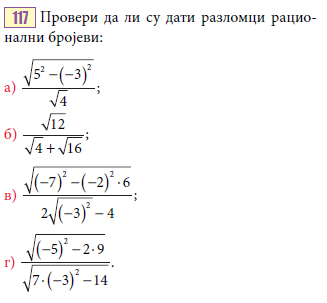 117 Провери да ли су дати разломци рацио-
нални бројеви:
а) \frac{\sqrt{5^2-(-3)^2}}{\sqrt{4}};
б) \frac{\sqrt{12}}{\sqrt{4}+\sqrt{16}};
в) \frac{\sqrt{(-7)^2-(-2)^2 \cdot 6}}{2\sqrt{(-3)^2}-4};
г) \frac{\sqrt{(-5)^2-2 \cdot 9}}{\sqrt{7 \cdot (-3)^2-14}}.